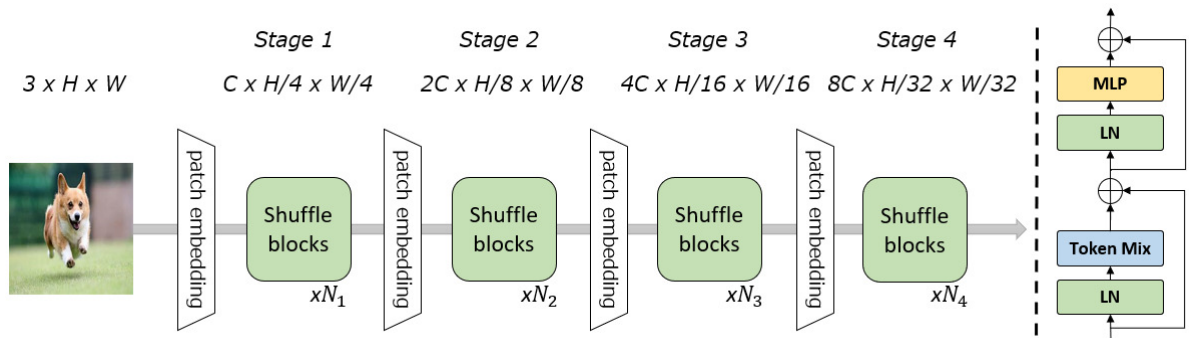 Stage 1
Stage 2
Stage 3
Stage 4
3 x H x W
C x H/4 x W/4
2C x H/8 x W/8
4C x H/16 x W/16
8C x H/32 x W/32
patch embedding
Shuffle
blocks
xN₁
patch embedding
Shuffle
blocks
xN₂
patch embedding
Shuffle
blocks
xN₃
patch embedding
Shuffle
blocks
xN₄
MLP
LN
Token Mix
LN